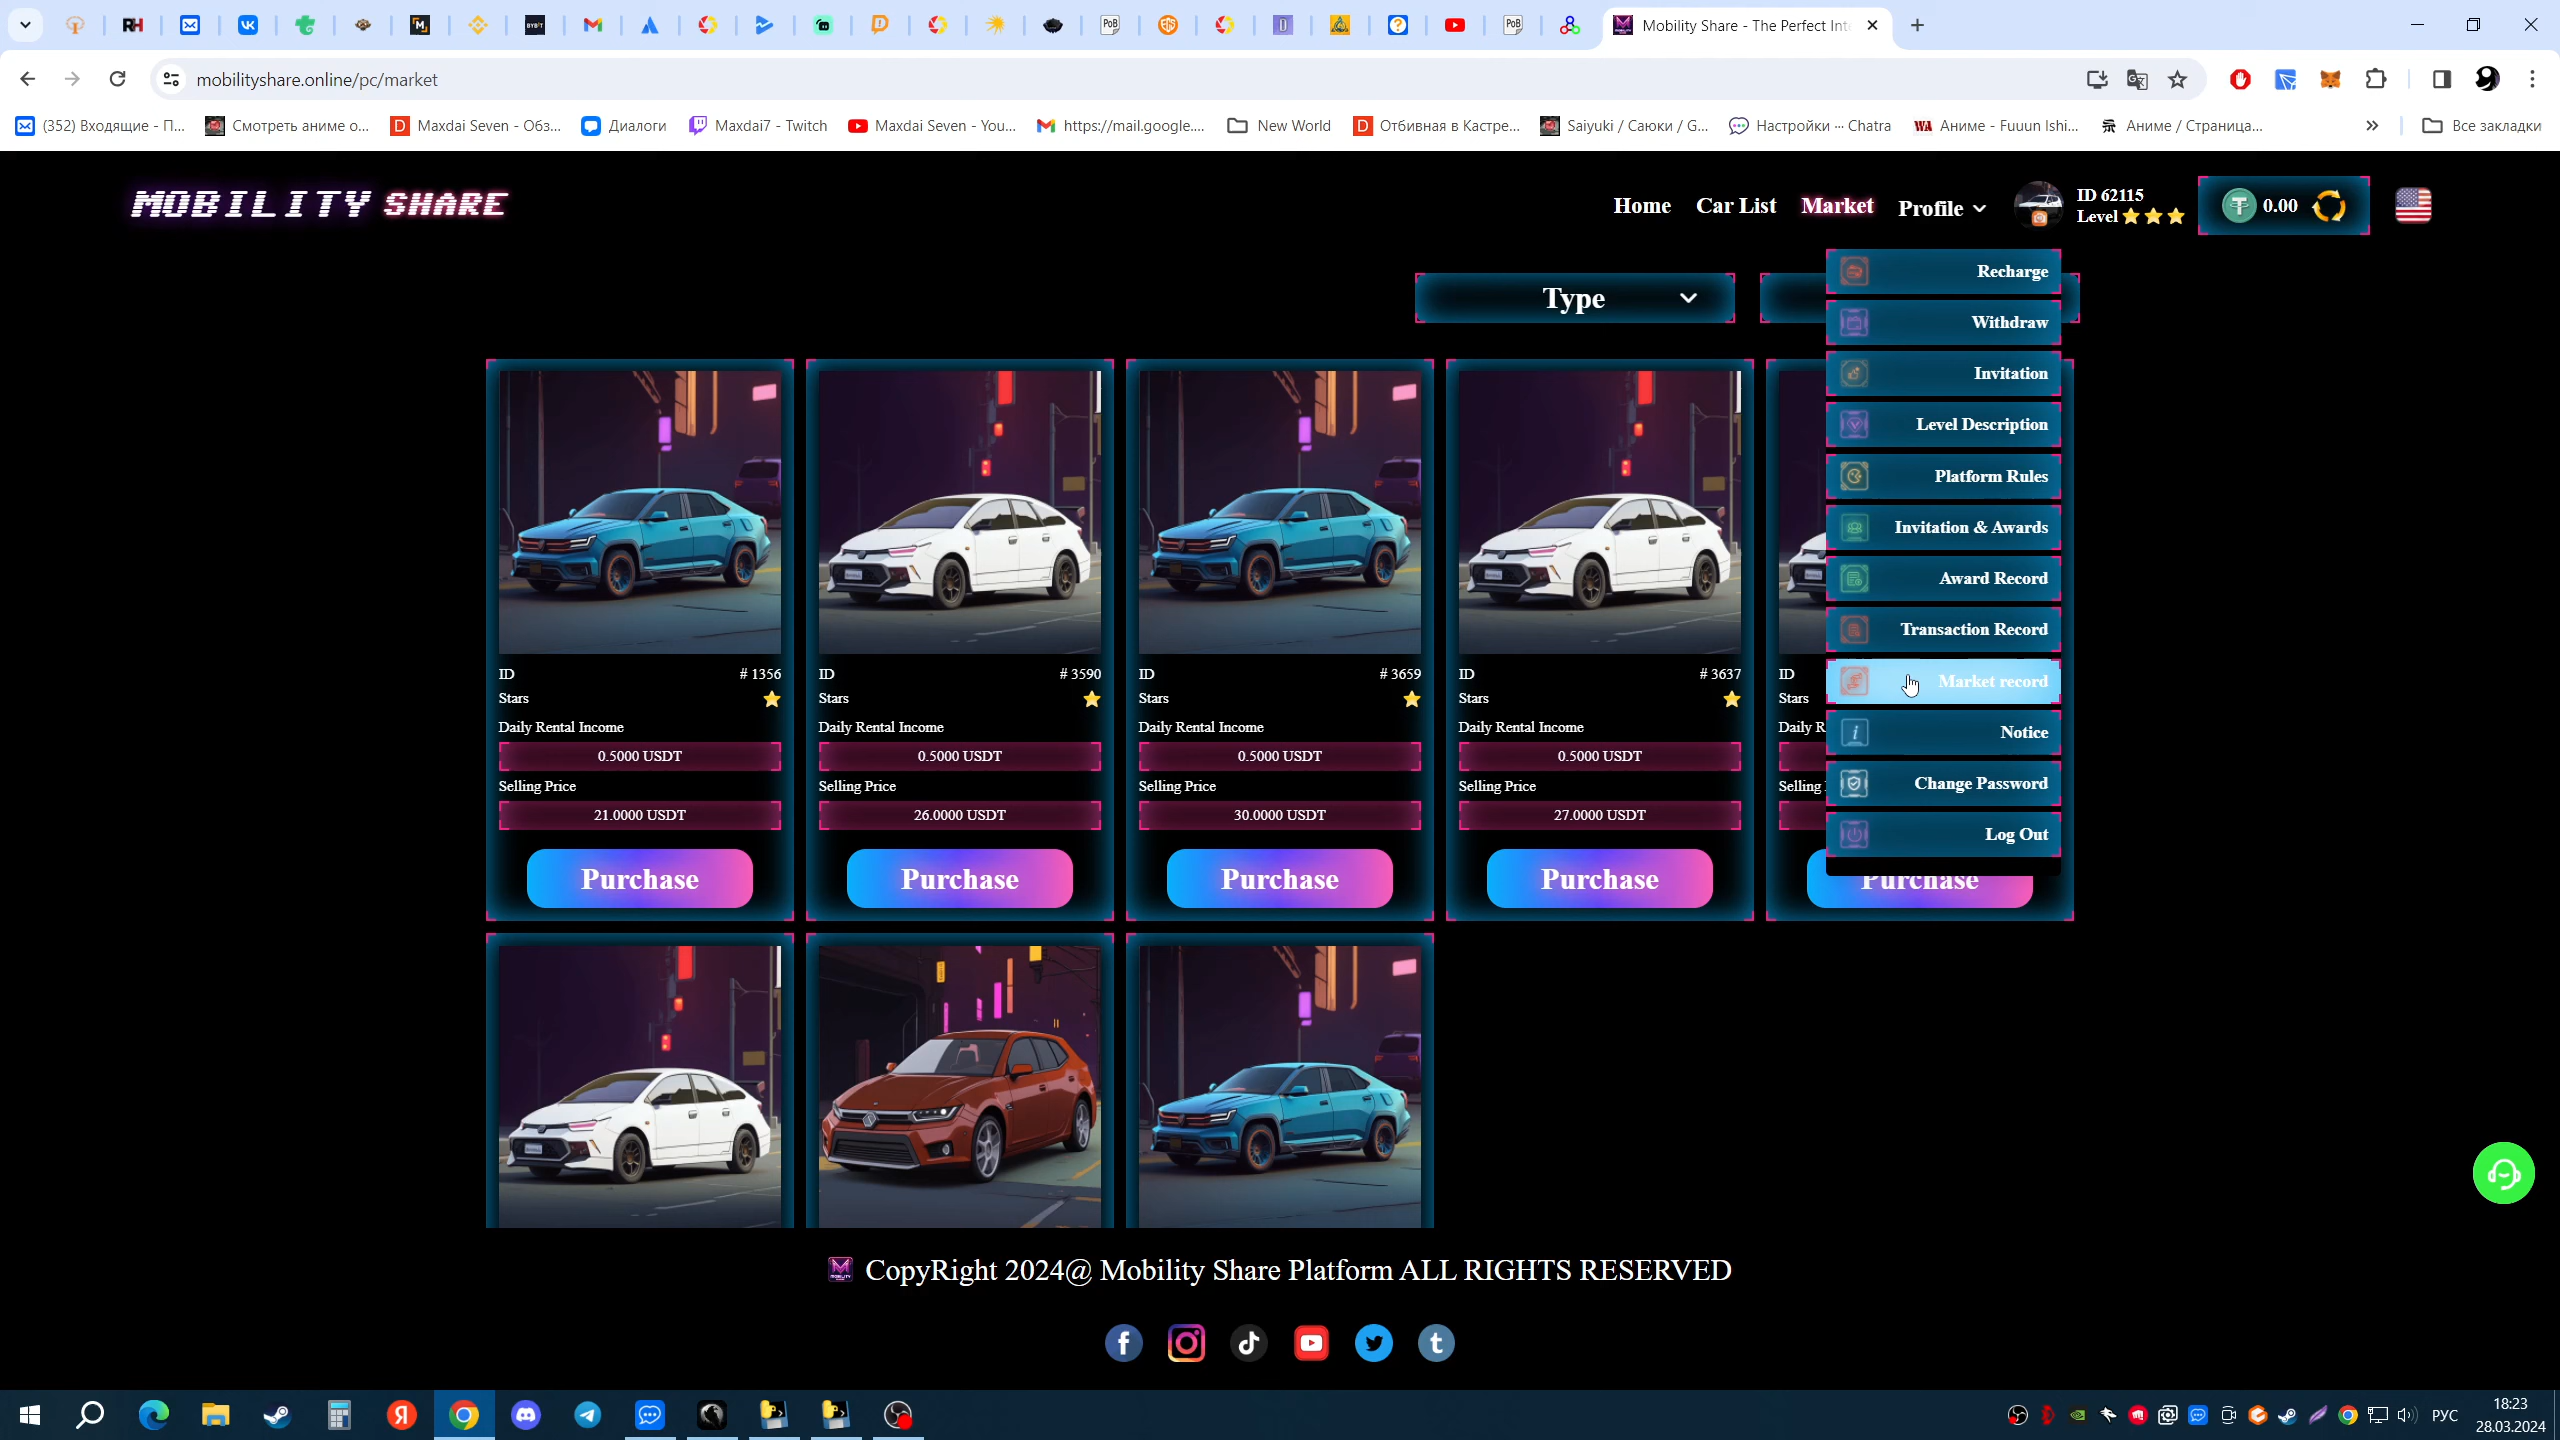 Mobility Share - The Perfect Int
mobilityshare.online/pc/market
(352) Входящие - П...
Смотреть аниме о...
Maxdai Seven - Обз...
Диалоги
Maxdai7 - Twitch
Maxdai Seven - You...
https://mail.google....
New World
Отбивная в Кастре...
Saiyuki / Саюки / G...
Настройки ··· Chatra
Аниме - Fuuun Ishi...
Аниме / Страница...
Все закладки
MOBILITY SHARE
Home
Car List
Market
Profile
ID 62115
Level
0.00
Type
Recharge
Withdraw
Invitation
Level Description
Platform Rules
Invitation & Awards
Award Record
Transaction Record
Market record
Notice
Change Password
Log Out
ID # 1356
Stars
Daily Rental Income
0.5000 USDT
Selling Price
21.0000 USDT
Purchase
ID # 3590
Stars
Daily Rental Income
0.5000 USDT
Selling Price
26.0000 USDT
Purchase
ID # 3659
Stars
Daily Rental Income
0.5000 USDT
Selling Price
30.0000 USDT
Purchase
ID # 3637
Stars
Daily Rental Income
0.5000 USDT
Selling Price
27.0000 USDT
Purchase
ID
Stars
Daily R
Selling
Purchase
CopyRight 2024@ Mobility Share Platform ALL RIGHTS RESERVED
РУС
18:23
28.03.2024